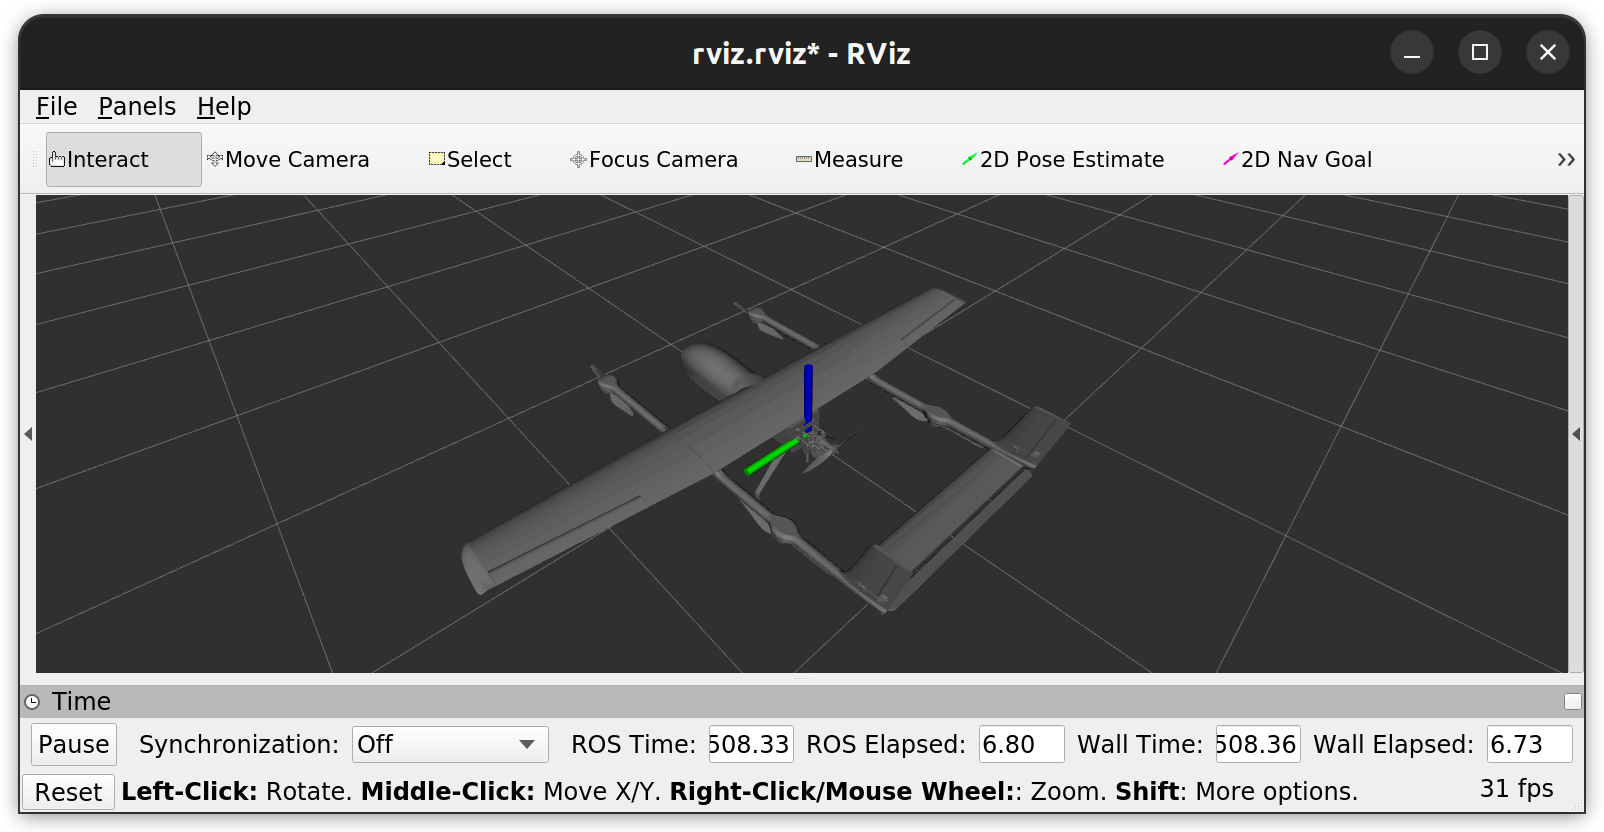 rviz.rviz* - RViz
File Panels Help
Interact Move Camera Select Focus Camera Measure 2D Pose Estimate 2D Nav Goal
Time
Pause Synchronization: Off ROS Time: 508.33 ROS Elapsed: 6.80 Wall Time: 508.36 Wall Elapsed: 6.73
Reset Left-Click: Rotate. Middle-Click: Move X/Y. Right-Click/Mouse Wheel:: Zoom. Shift: More options. 31 fps